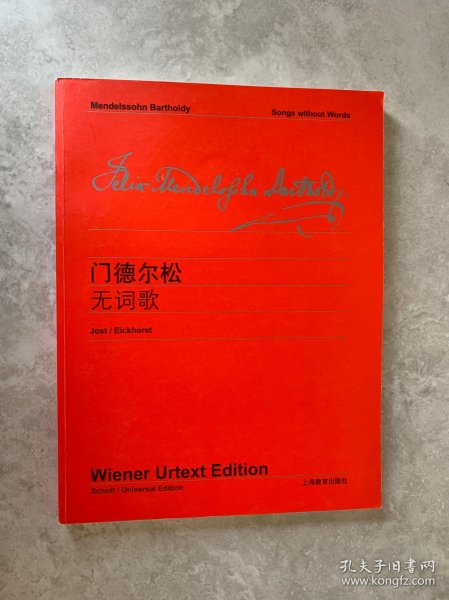 Mendelssohn Bartholdy
Songs without Words
Felix Mendelssohn Bartholdy
门德尔松
无词歌
Jost / Eickhorst
Wiener Urtext Edition
Schott / Universal Edition
上海教育出版社
孔夫子旧书网
www.kongfz.com